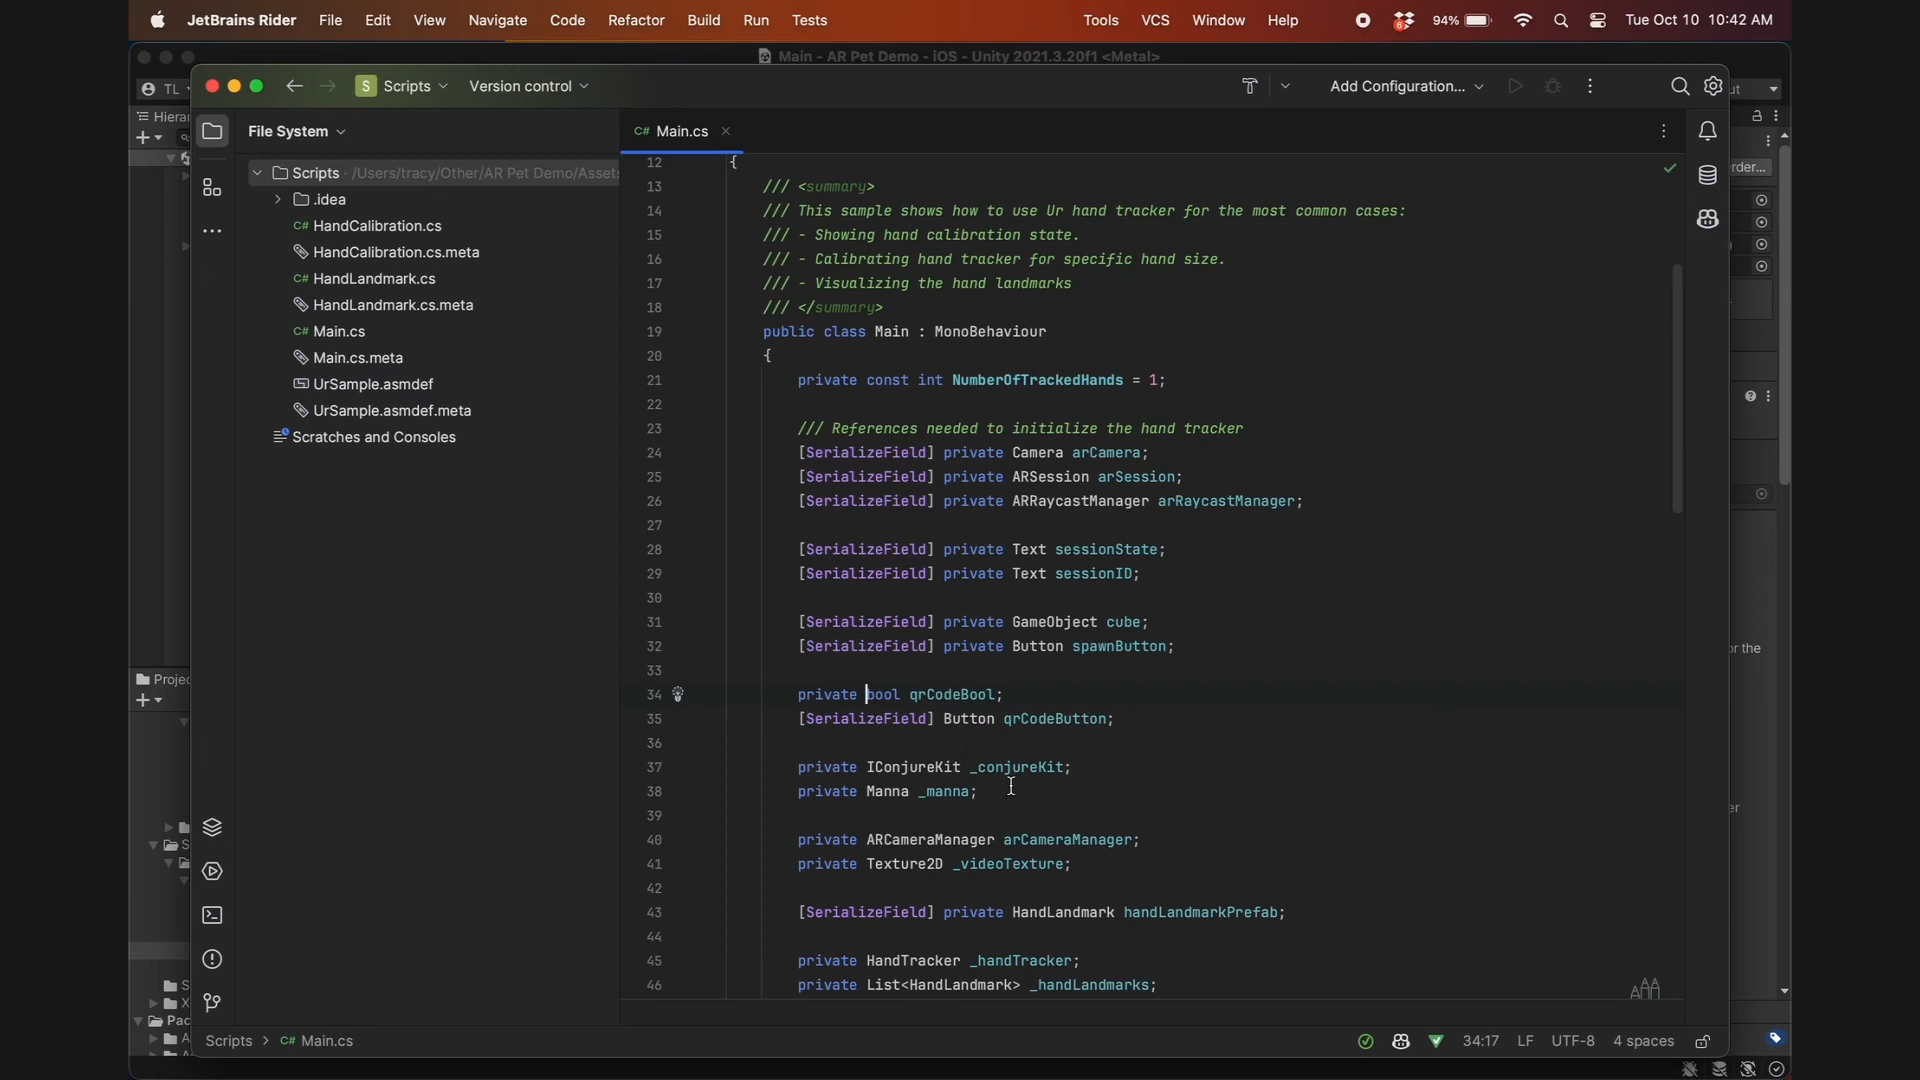 JetBrains Rider File Edit View Navigate Code Refactor Build Run Tests Tools VCS Window Help 6 94% Tue Oct 10 10:42 AM
Main - AR Pet Demo - iOS - Unity 2021.3.20f1 <Metal>
TL
S Scripts Version control Add Configuration...
Hierar
File System
C# Main.cs
Scripts · /Users/tracy/Other/AR Pet Demo/Assets
.idea
C# HandCalibration.cs
HandCalibration.cs.meta
C# HandLandmark.cs
HandLandmark.cs.meta
C# Main.cs
Main.cs.meta
UrSample.asmdef
UrSample.asmdef.meta
Scratches and Consoles
12 {
13 /// <summary>
14 /// This sample shows how to use Ur hand tracker for the most common cases:
15 /// - Showing hand calibration state.
16 /// - Calibrating hand tracker for specific hand size.
17 /// - Visualizing the hand landmarks
18 /// </summary>
19 public class Main : MonoBehaviour
20 {
21 private const int NumberOfTrackedHands = 1;
22
23 /// References needed to initialize the hand tracker
24 [SerializeField] private Camera arCamera;
25 [SerializeField] private ARSession arSession;
26 [SerializeField] private ARRaycastManager arRaycastManager;
27
28 [SerializeField] private Text sessionState;
29 [SerializeField] private Text sessionID;
30
31 [SerializeField] private GameObject cube;
32 [SerializeField] private Button spawnButton;
33
34 private bool qrCodeBool;
35 [SerializeField] Button qrCodeButton;
36
37 private IConjureKit _conjureKit;
38 private Manna _manna;
39
40 private ARCameraManager arCameraManager;
41 private Texture2D _videoTexture;
42
43 [SerializeField] private HandLandmark handLandmarkPrefab;
44
45 private HandTracker _handTracker;
46 private List<HandLandmark> _handLandmarks;
Projec
Pac
ut
rder...
or the
er
Scripts > C# Main.cs
34:17 LF UTF-8 4 spaces